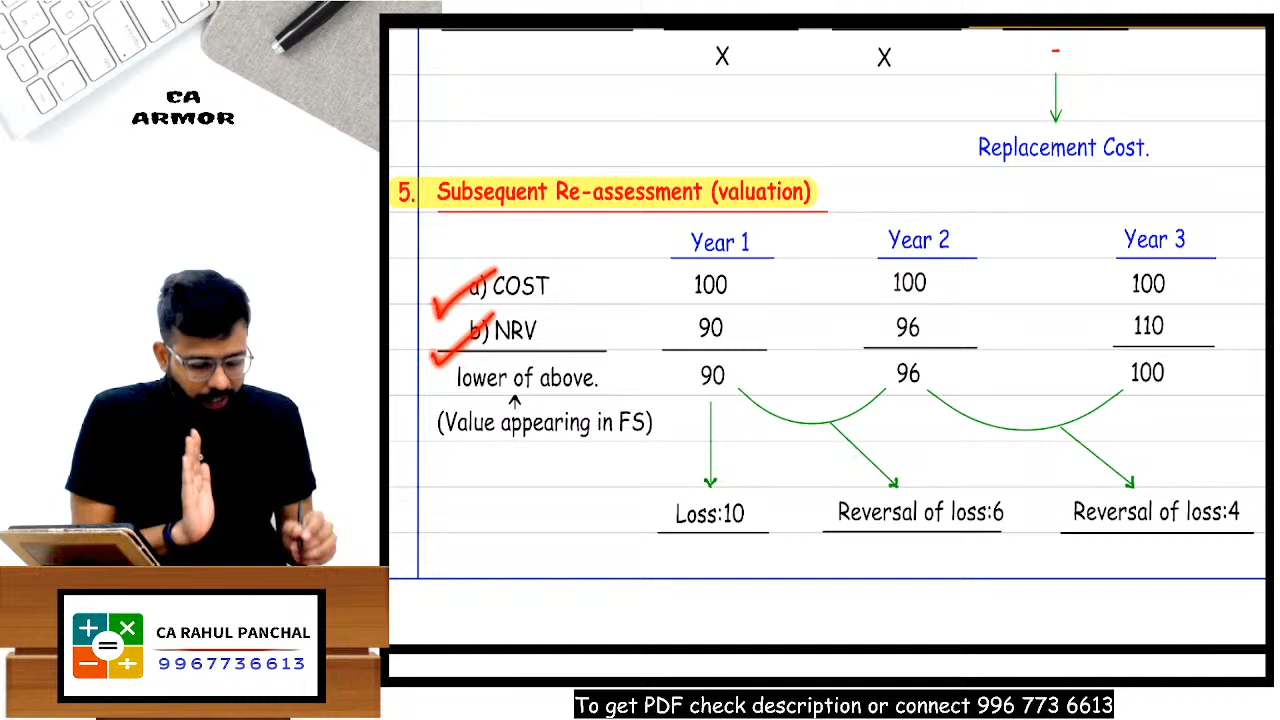 CA
ARMOR
X X -
Replacement Cost.
5. Subsequent Re-assessment (valuation)
Year 1 Year 2 Year 3
a) COST 100 100 100
b) NRV 90 96 110
lower of above. 90 96 100
(Value appearing in FS)
Loss:10 Reversal of loss:6 Reversal of loss:4
CA RAHUL PANCHAL
9967736613
To get PDF check description or connect 996 773 6613